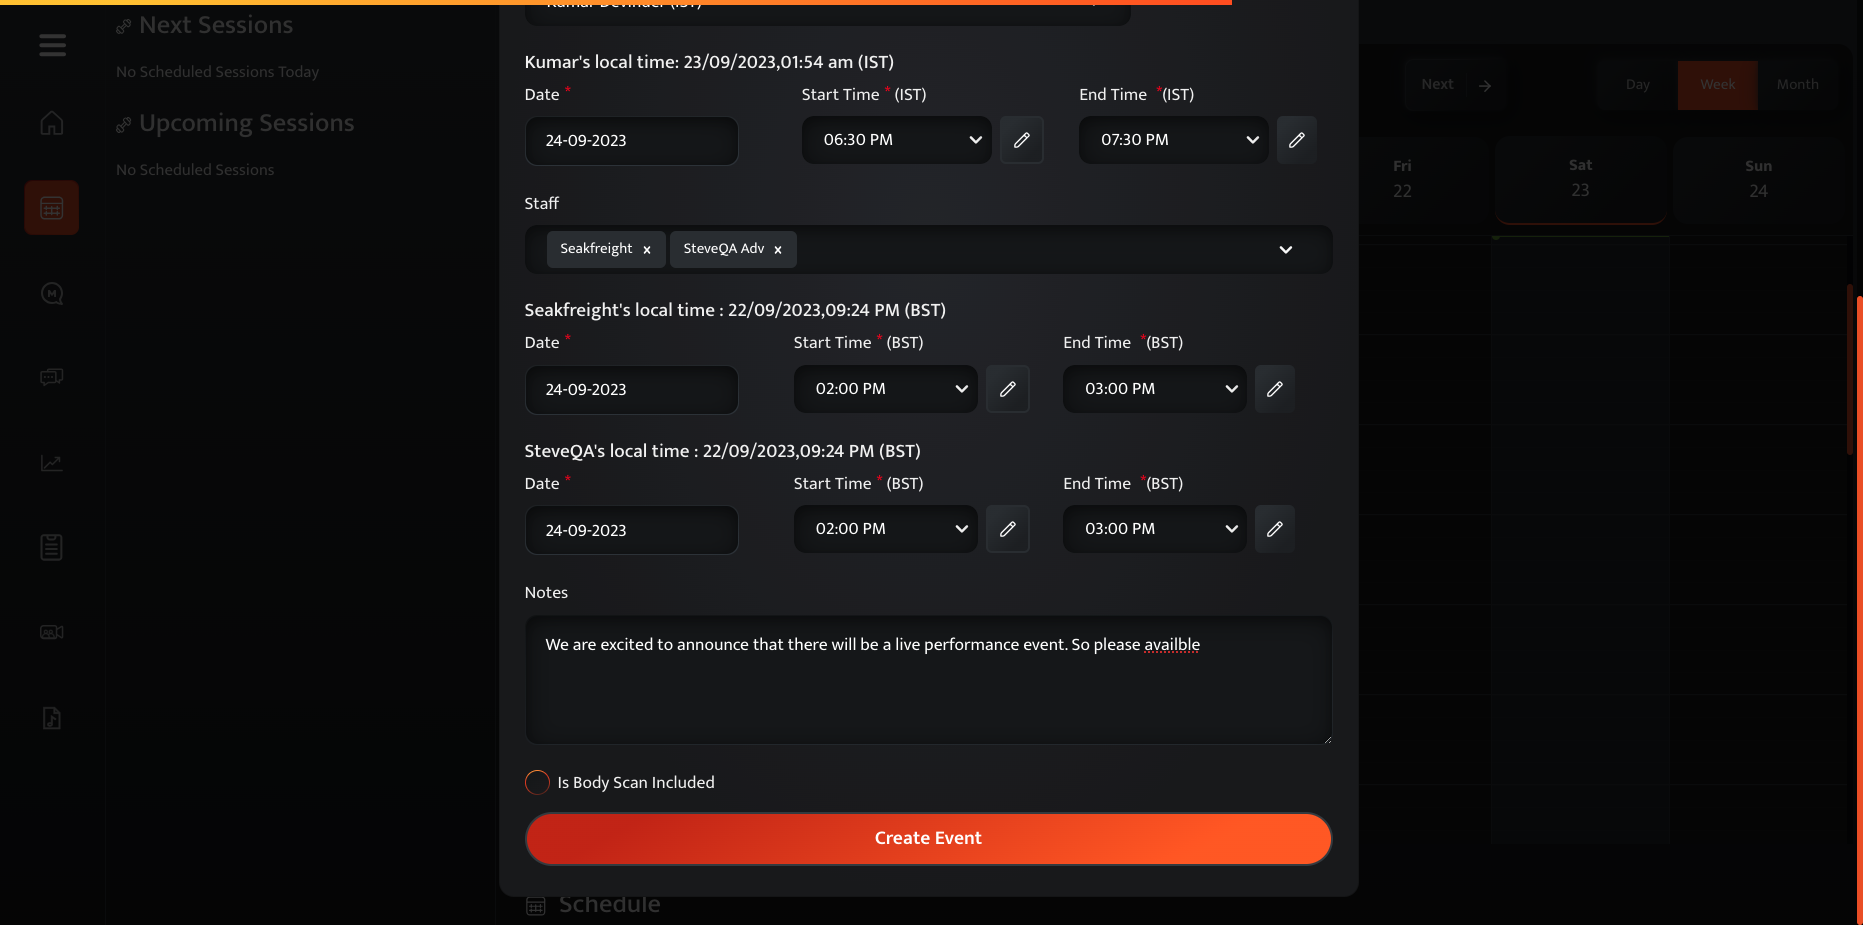 Next Sessions
No Scheduled Sessions Today
Upcoming Sessions
No Scheduled Sessions
Kumar Devinder (IST)
Kumar's local time: 23/09/2023,01:54 am (IST)
Date * Start Time * (IST) End Time *(IST)
24-09-2023 06:30 PM 07:30 PM
Staff
Seakfreight × SteveQA Adv ×
Seakfreight's local time : 22/09/2023,09:24 PM (BST)
Date * Start Time * (BST) End Time *(BST)
24-09-2023 02:00 PM 03:00 PM
SteveQA's local time : 22/09/2023,09:24 PM (BST)
Date * Start Time * (BST) End Time *(BST)
24-09-2023 02:00 PM 03:00 PM
Notes
We are excited to announce that there will be a live performance event. So please availble
Is Body Scan Included
Create Event
Schedule
Next → Day Week Month
Fri Sat Sun
22 23 24
M